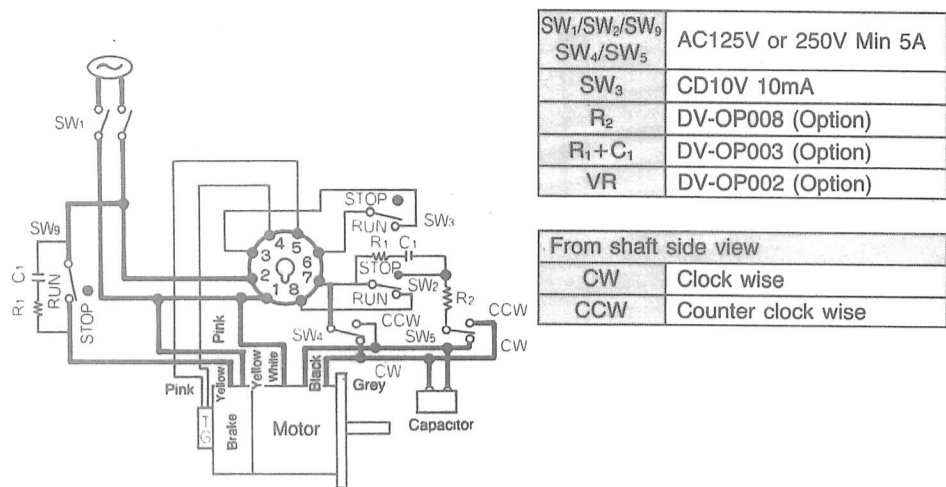 SW₁
SW₉
C₁
R₁
RUN
STOP
4 5
3 6
2 7
1 8
STOP
RUN
SW₃
R₁ C₁
STOP
SW₂
RUN
R₂
CCW
SW₄
CW
SW₅
CCW
CW
Pink
Pink
Yellow
Yellow
White
Black
Grey
Brake
Motor
Capacitor
SW₁/SW₂/SW₉
SW₄/SW₅
AC125V or 250V Min 5A
SW₃ CD10V 10mA
R₂ DV-OP008 (Option)
R₁+C₁ DV-OP003 (Option)
VR DV-OP002 (Option)
From shaft side view
CW Clock wise
CCW Counter clock wise